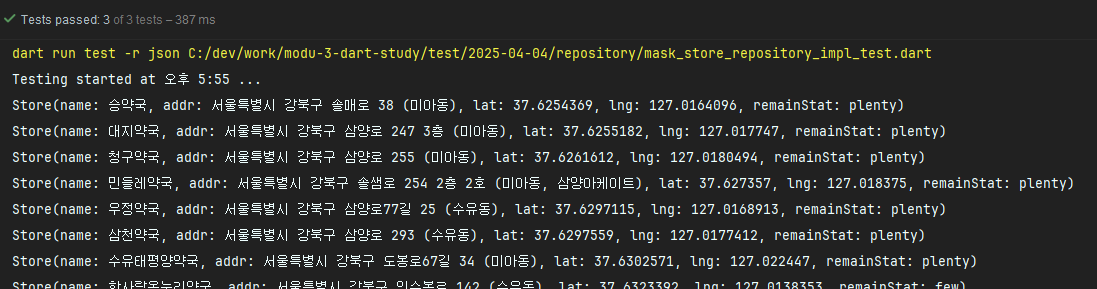 Tests passed: 3 of 3 tests – 387 ms
dart run test -r json C:/dev/work/modu-3-dart-study/test/2025-04-04/repository/mask_store_repository_impl_test.dart
Testing started at 오후 5:55 ...
Store(name: 승약국, addr: 서울특별시 강북구 솔매로 38 (미아동), lat: 37.6254369, lng: 127.0164096, remainStat: plenty)
Store(name: 대지약국, addr: 서울특별시 강북구 삼양로 247 3층 (미아동), lat: 37.6255182, lng: 127.017747, remainStat: plenty)
Store(name: 청구약국, addr: 서울특별시 강북구 삼양로 255 (미아동), lat: 37.6261612, lng: 127.0180494, remainStat: plenty)
Store(name: 민들레약국, addr: 서울특별시 강북구 솔샘로 254 2층 2호 (미아동, 삼양아케이트), lat: 37.627357, lng: 127.018375, remainStat: plenty)
Store(name: 우정약국, addr: 서울특별시 강북구 삼양로77길 25 (수유동), lat: 37.6297115, lng: 127.0168913, remainStat: plenty)
Store(name: 삼천약국, addr: 서울특별시 강북구 삼양로 293 (수유동), lat: 37.6297559, lng: 127.0177412, remainStat: plenty)
Store(name: 수유태평양약국, addr: 서울특별시 강북구 도봉로67길 34 (미아동), lat: 37.6302571, lng: 127.022447, remainStat: plenty)
Store(name: addr: 서울특별시 강북구 142 (수유동), lat: 37.6323392, lng: 127.0138353, remainStat: few)